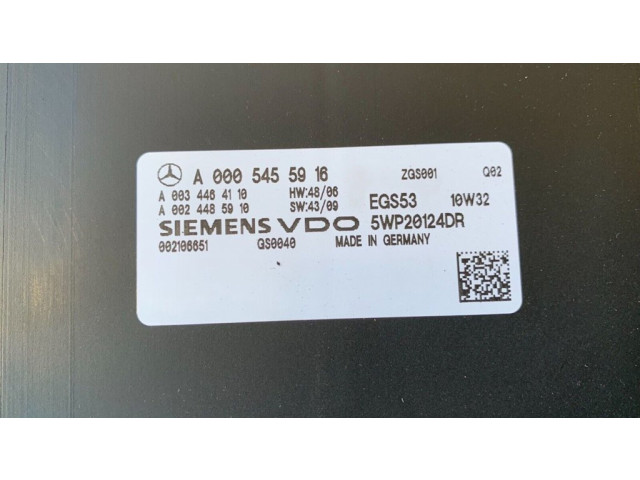 A 000 545 59 16 ZGS001 Q02
A 003 446 41 10 HW:48/06
A 002 448 59 10 SW:43/09 EGS53 10W32
SIEMENS VDO 5WP20124DR
002106651 GS0040 MADE IN GERMANY